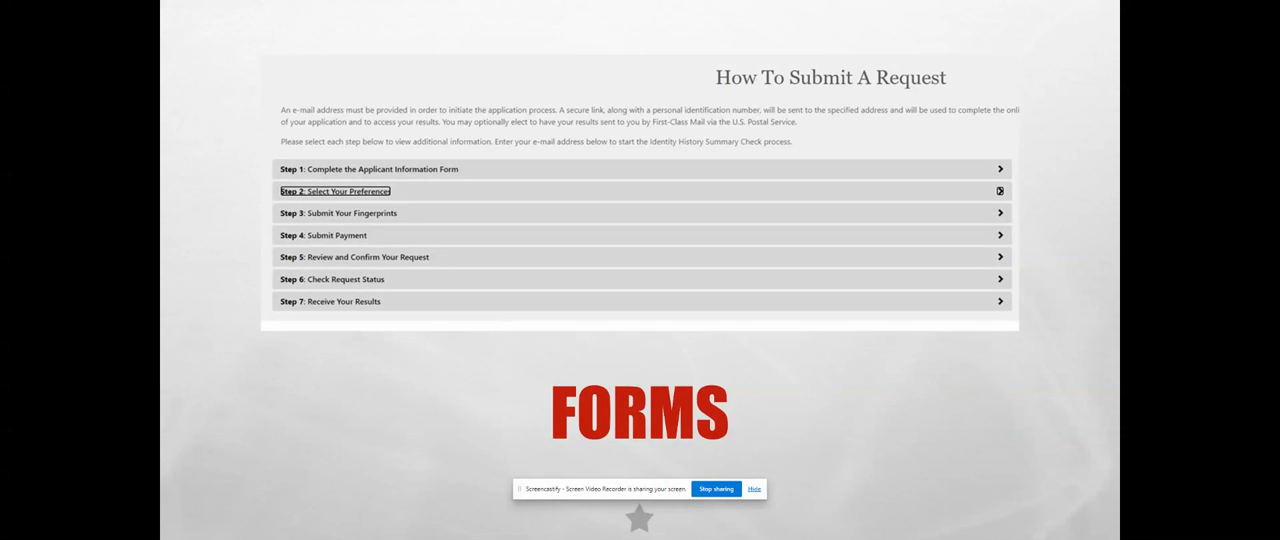 How To Submit A Request
An e-mail address must be provided in order to initiate the application process. A secure link, along with a personal identification number, will be sent to the specified address and will be used to complete the onli
of your application and to access your results. You may optionally elect to have your results sent to you by First-Class Mail via the U.S. Postal Service.
Please select each step below to view additional information. Enter your e-mail address below to start the Identity History Summary Check process.
Step 1: Complete the Applicant Information Form
Step 2: Select Your Preferences
Step 3: Submit Your Fingerprints
Step 4: Submit Payment
Step 5: Review and Confirm Your Request
Step 6: Check Request Status
Step 7: Receive Your Results
FORMS
Screencastify - Screen Video Recorder is sharing your screen. Stop sharing Hide